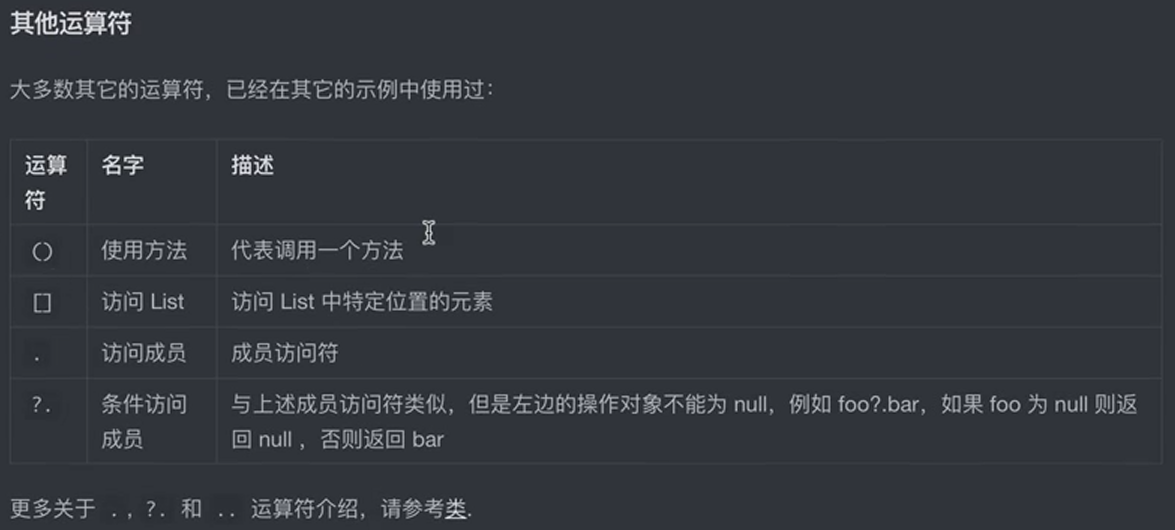 其他运算符
大多数其它的运算符，已经在其它的示例中使用过：
运算符 名字 描述
() 使用方法 代表调用一个方法
[] 访问 List 访问 List 中特定位置的元素
. 访问成员 成员访问符
?. 条件访问成员 与上述成员访问符类似，但是左边的操作对象不能为 null，例如 foo?.bar，如果 foo 为 null 则返回 null ，否则返回 bar
更多关于 . , ?. 和 .. 运算符介绍，请参考类.